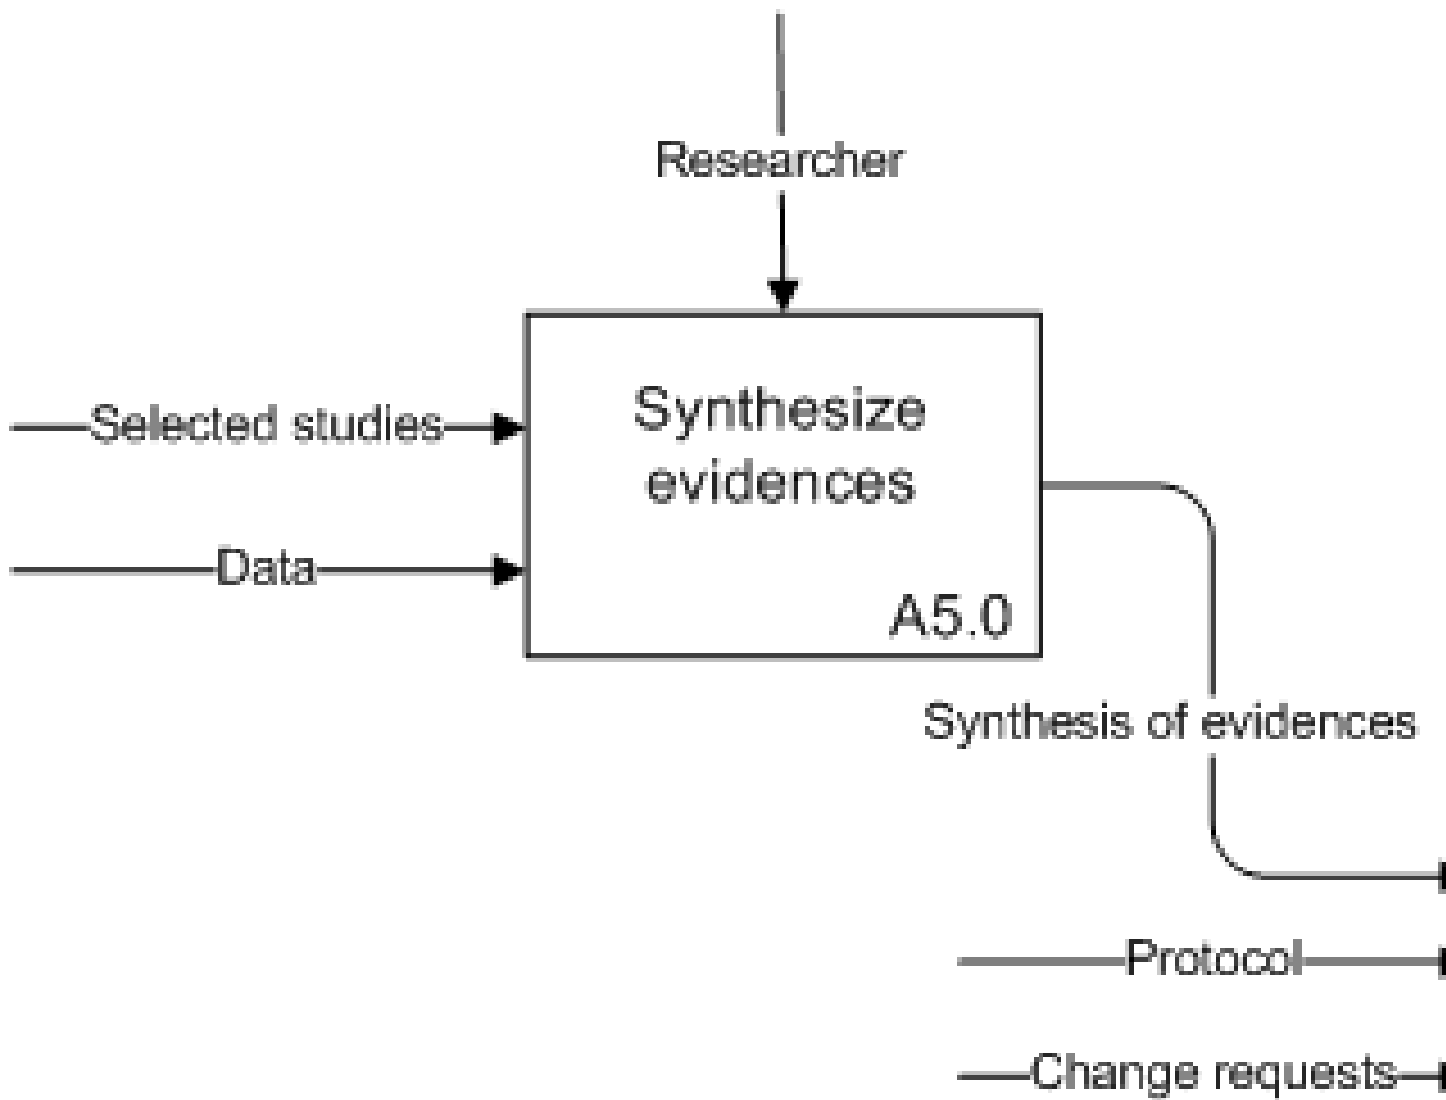 Researcher
Selected studies
Synthesize
evidences
Data
A5.0
Synthesis of evidences
Protocol
Change requests